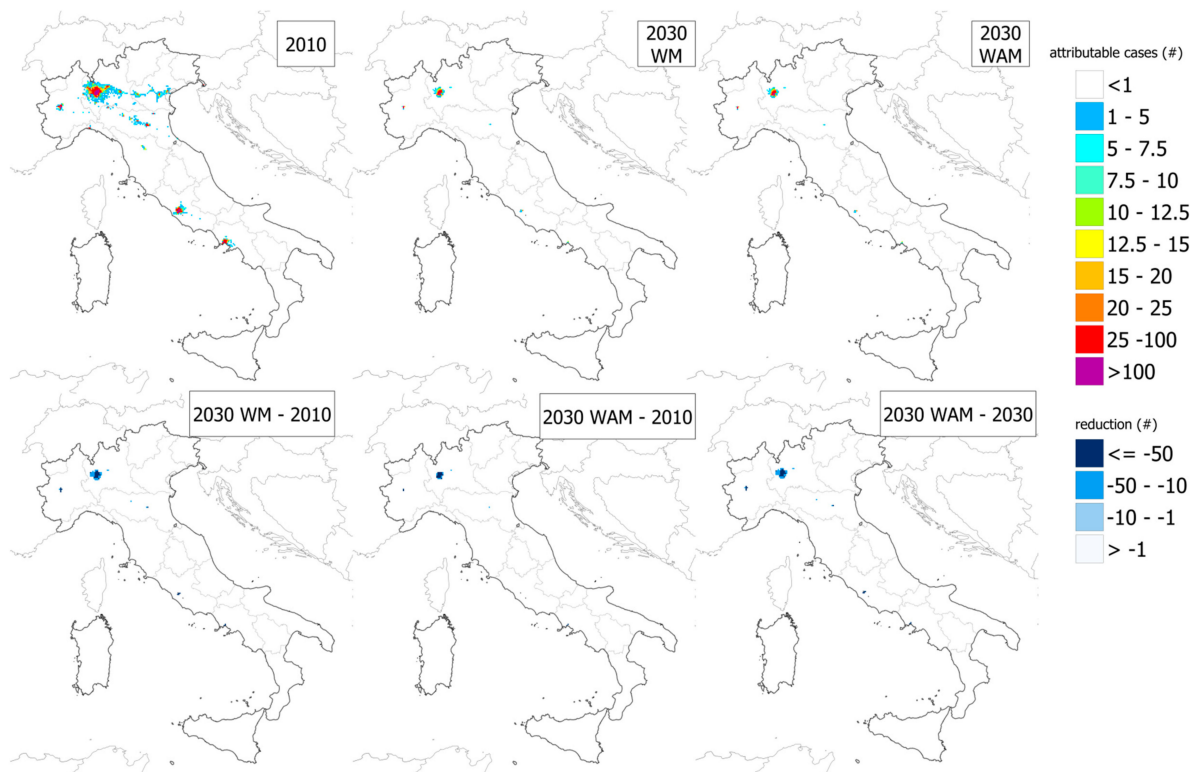 2010
2030
WM
2030
WAM
attributable cases (#)
<1
1 - 5
5 - 7.5
7.5 - 10
10 - 12.5
12.5 - 15
15 - 20
20 - 25
25 -100
>100
2030 WM - 2010
2030 WAM - 2010
2030 WAM - 2030
reduction (#)
<= -50
-50 - -10
-10 - -1
> -1